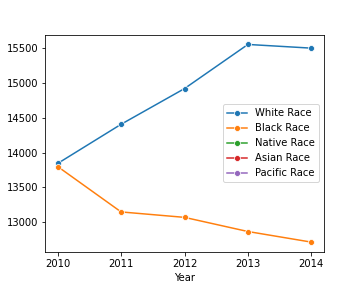 15500
15000
14500
14000
13500
13000
White Race
Black Race
Native Race
Asian Race
Pacific Race
2010 2011 2012 2013 2014
Year